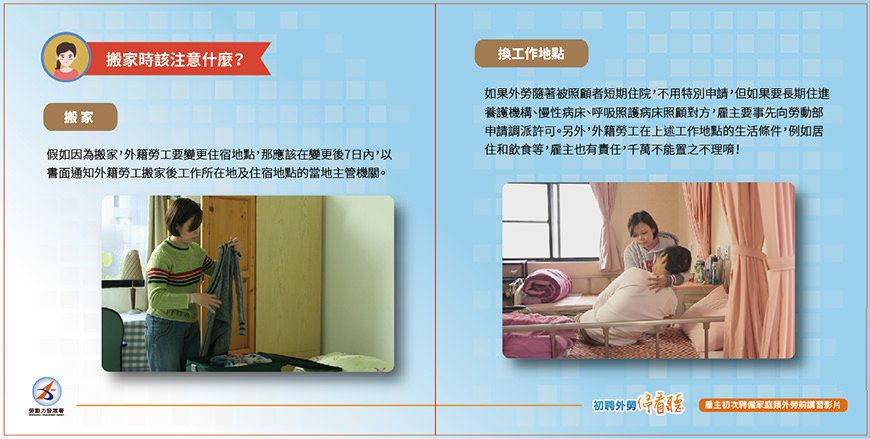 搬家時該注意什麼？
搬家
假如因為搬家，外籍勞工要變更住宿地點，那應該在變更後7日內，以
書面通知外籍勞工搬家後工作所在地及住宿地點的當地主管機關。
勞動力發展署
換工作地點
如果外勞隨著被照顧者短期住院，不用特別申請，但如果要長期住進
養護機構、慢性病床、呼吸照護病床照顧對方，雇主要事先向勞動部
申請調派許可。另外，外籍勞工在上述工作地點的生活條件，例如居
住和飲食等，雇主也有責任，千萬不能置之不理唷！
初聘外勞停看聽
雇主初次聘僱家庭類外勞前講習影片